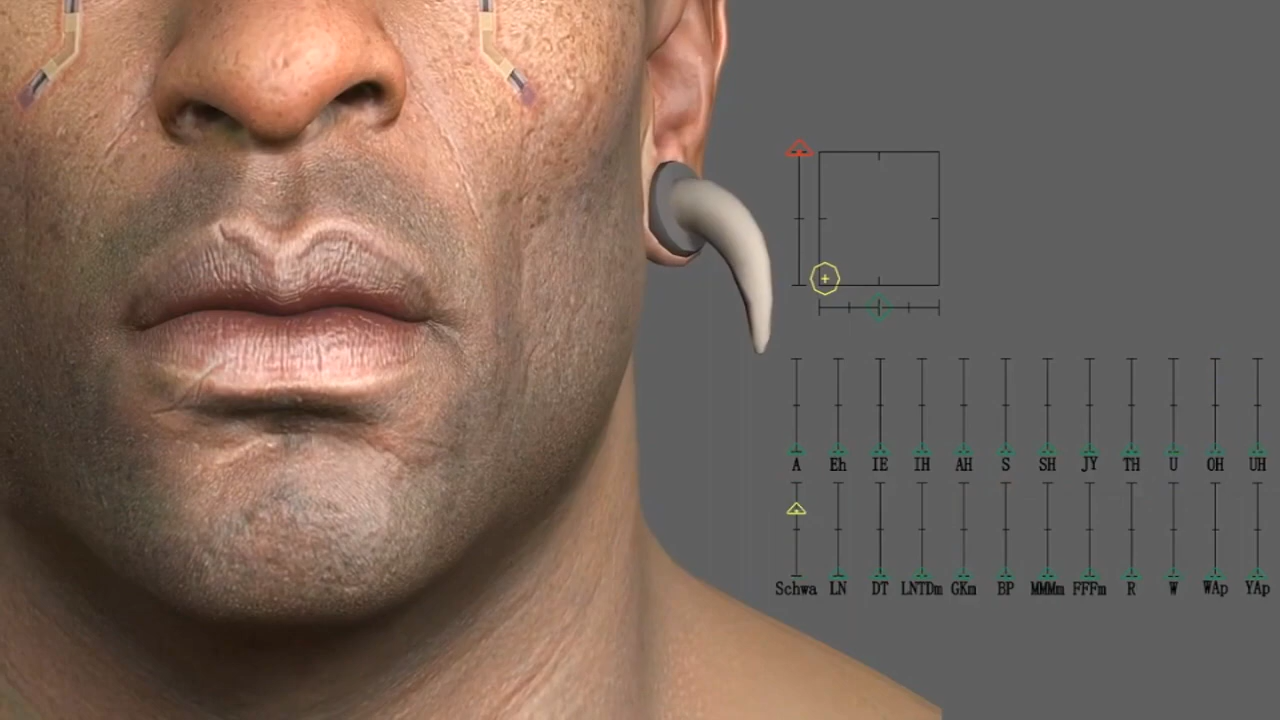 A Eh IE IH AH S SH JY TH U OH UH
Schwa LN DT LNTDm GKm BP MMMm FFFm R W WAp YAp